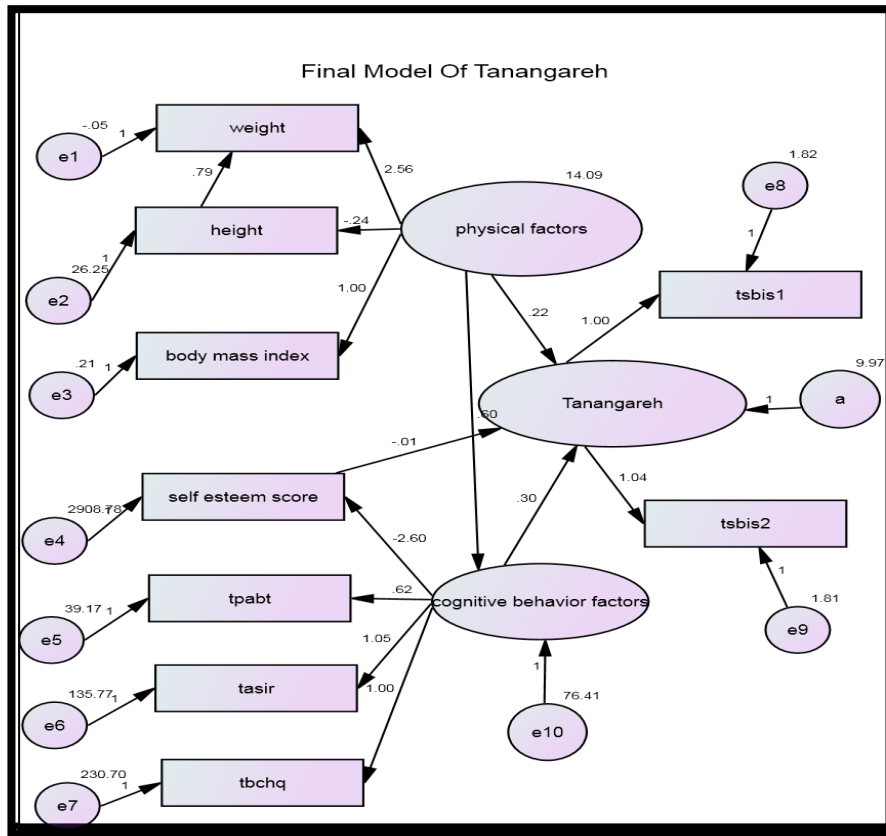 Final Model Of Tanangareh
-.05
1
e1
weight
.79
2.56
14.09
1.82
e8
height
-.24
physical factors
1
26.25
e2
1
tsbis1
1.00
.22
1.00
.21
1
e3
body mass index
9.97
Tanangareh
1
a
.60
-.01
1.04
self esteem score
2908.78
e4
.30
tsbis2
-2.60
39.17
1
e5
tpabt
.62
cognitive behavior factors
1
1.81
e9
1.05
tasir
1.00
135.77
1
e6
1
76.41
e10
230.70
1
e7
tbchq